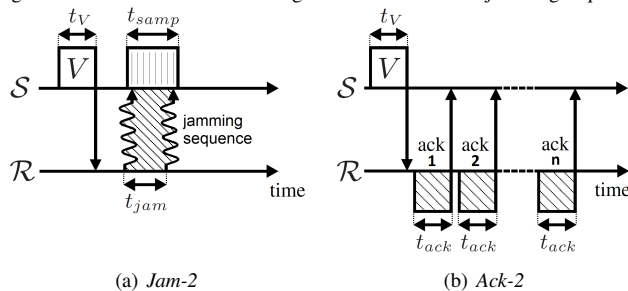 t_V t_samp
V
S
jamming
sequence
R
time
t_jam
(a) Jam-2
t_V
V
S
ack
1
ack
2
ack
n
R
time
t_ack t_ack t_ack
(b) Ack-2